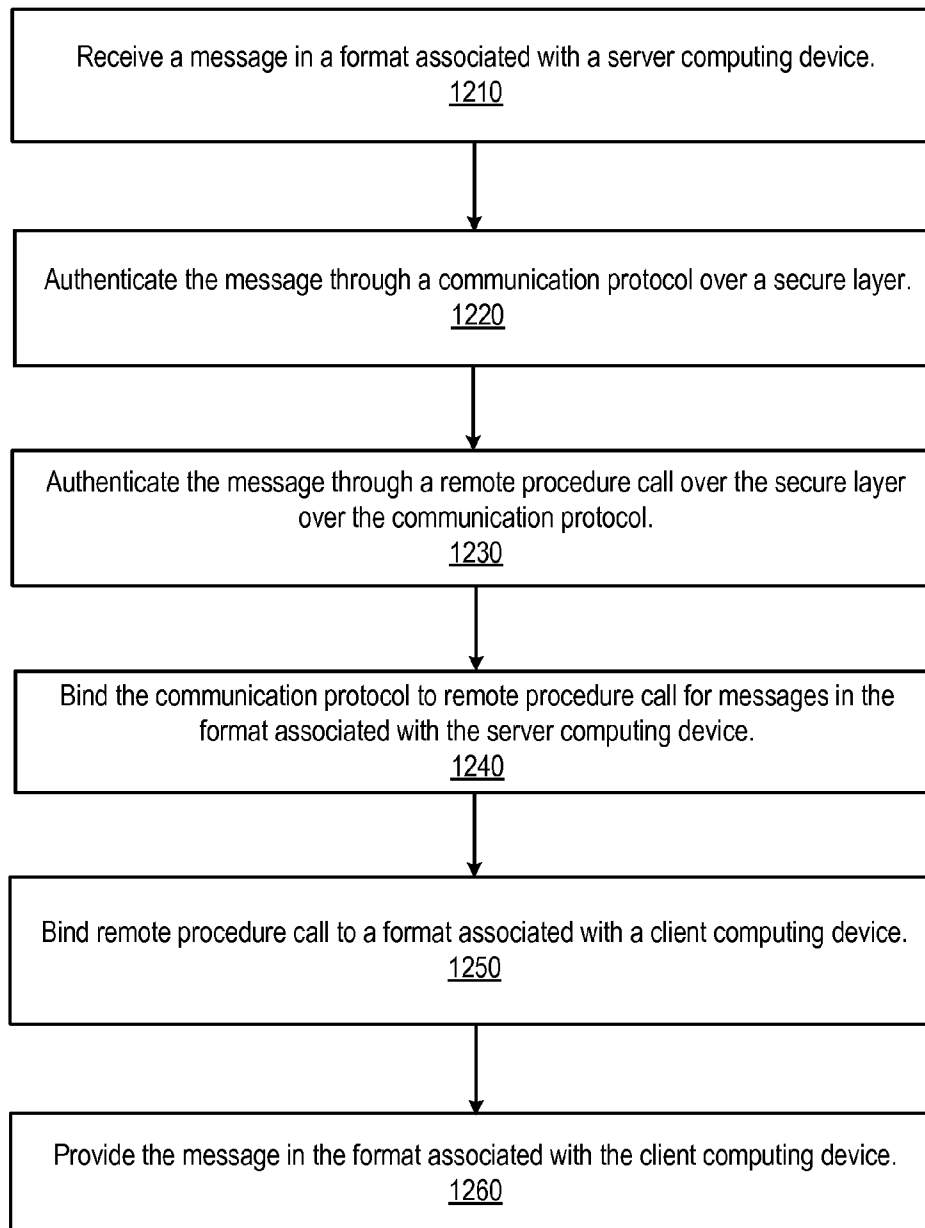 Receive a message in a format associated with a server computing device.
1210
Authenticate the message through a communication protocol over a secure layer.
1220
Authenticate the message through a remote procedure call over the secure layer
over the communication protocol.
1230
Bind the communication protocol to remote procedure call for messages in the
format associated with the server computing device.
1240
Bind remote procedure call to a format associated with a client computing device.
1250
Provide the message in the format associated with the client computing device.
1260